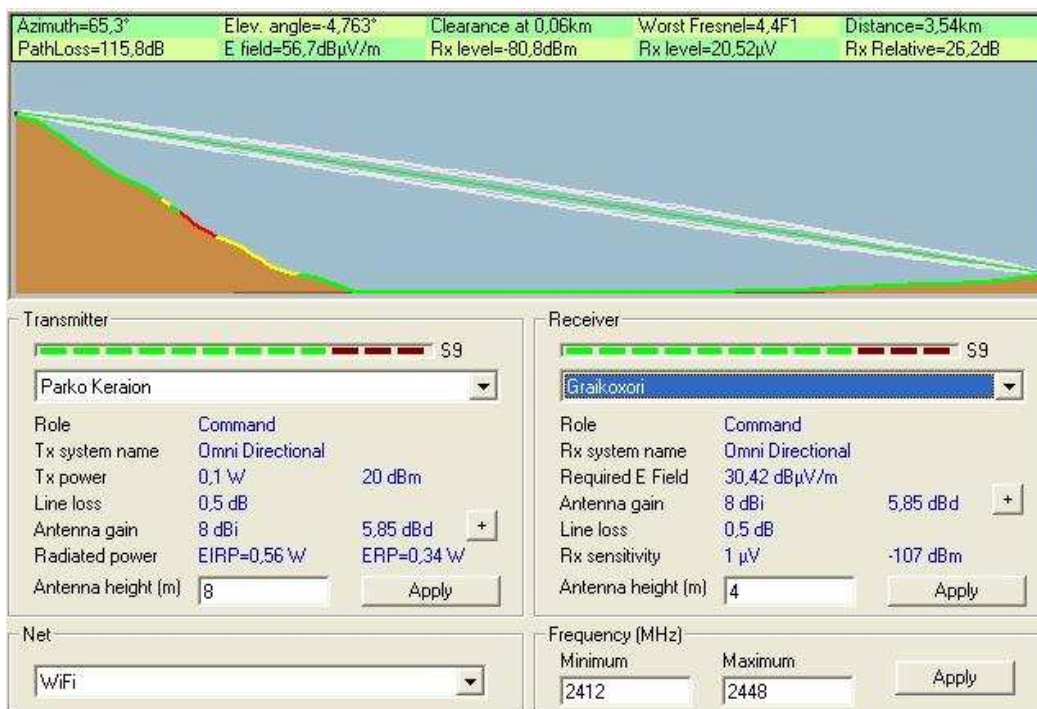 Azimuth=65,3° Elev. angle=-4,763° Clearance at 0,06km Worst Fresnel=4,4F1 Distance=3,54km
PathLoss=115,8dB E field=56,7dBµV/m Rx level=-80,8dBm Rx level=20,52µV Rx Relative=26,2dB
Transmitter
S9
Parko Keraion
Role Command
Tx system name Omni Directional
Tx power 0,1 W 20 dBm
Line loss 0,5 dB
Antenna gain 8 dBi 5,85 dBd +
Radiated power EIRP=0,56 W ERP=0,34 W
Antenna height (m) 8 Apply
Receiver
S9
Graikoxori
Role Command
Rx system name Omni Directional
Required E Field 30,42 dBµV/m
Antenna gain 8 dBi 5,85 dBd +
Line loss 0,5 dB
Rx sensitivity 1 µV -107 dBm
Antenna height (m) 4 Apply
Net
WiFi
Frequency (MHz)
Minimum Maximum
2412 2448 Apply